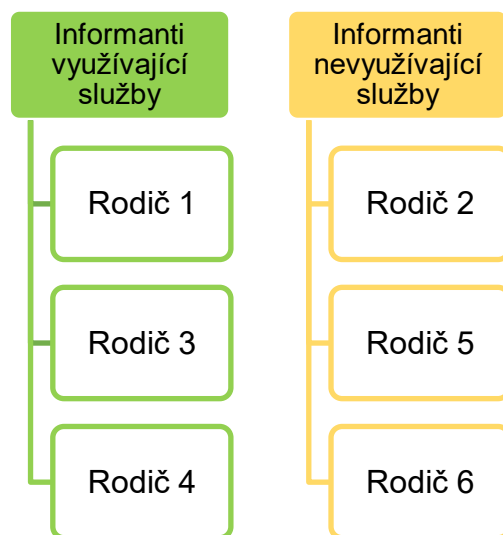 Informanti
využívající
služby
Rodič 1
Rodič 3
Rodič 4
Informanti
nevyužívající
služby
Rodič 2
Rodič 5
Rodič 6